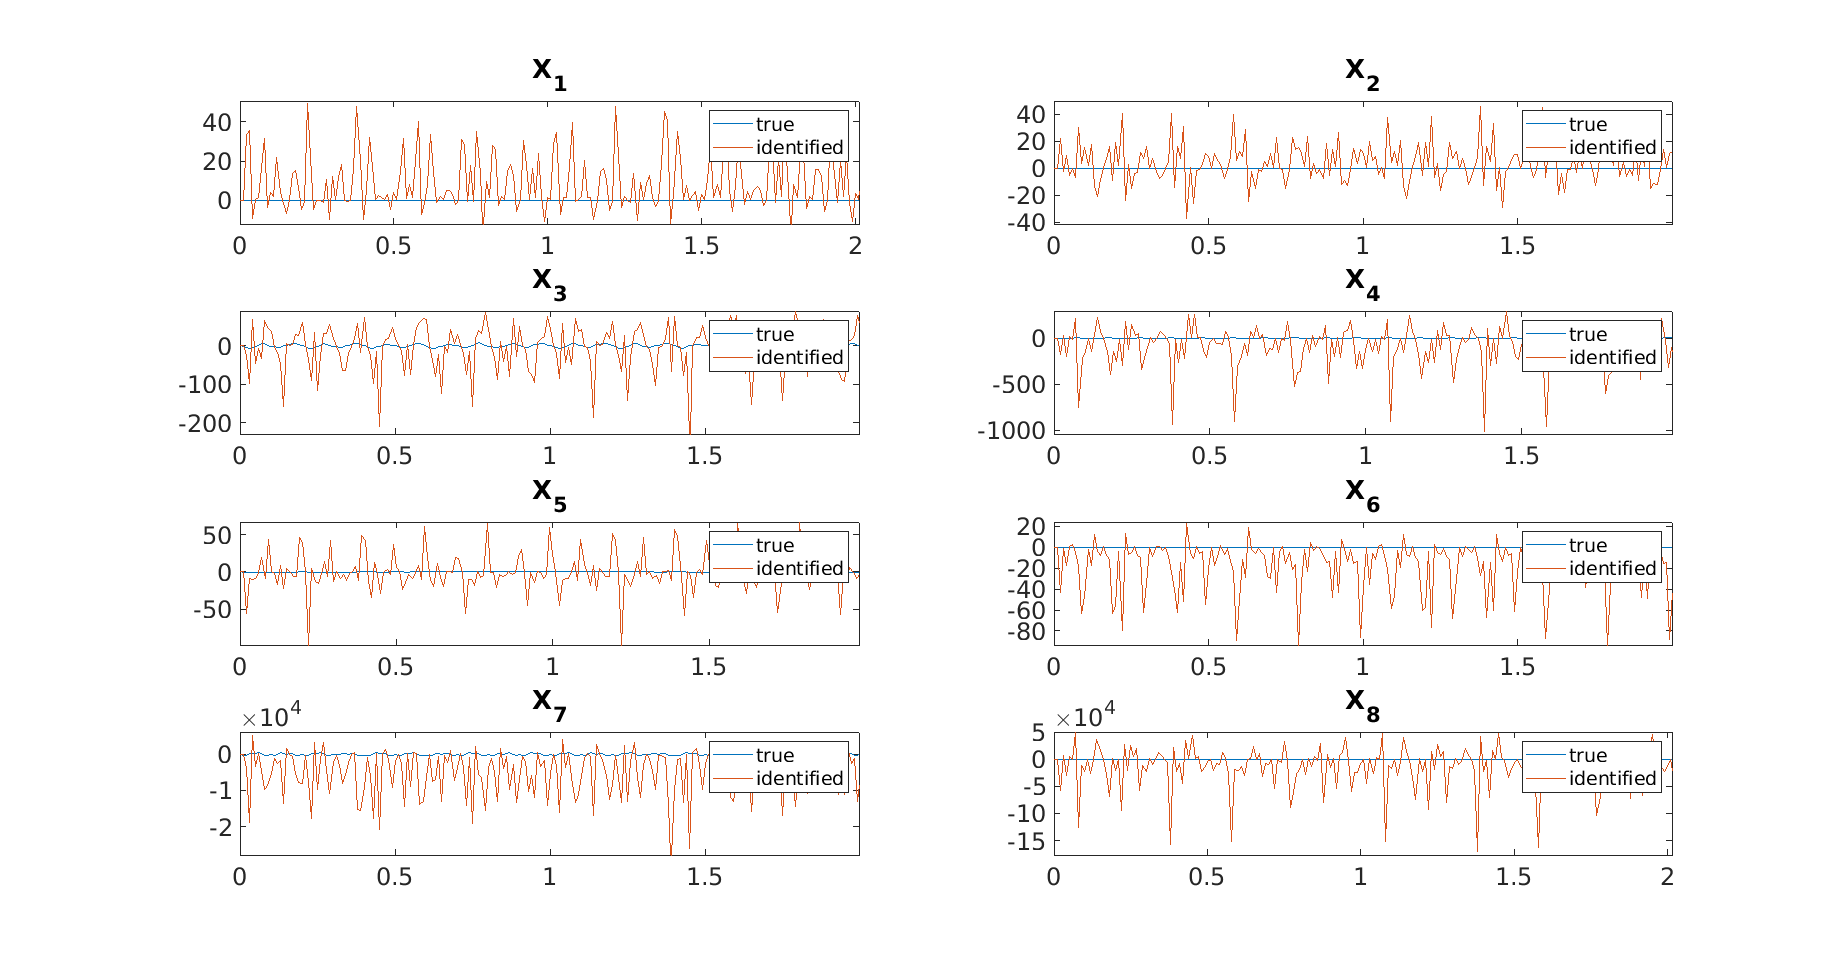 X1
40
20
0
0 0.5 1 1.5 2
true
identified
X2
40
20
0
-20
-40
0 0.5 1 1.5
true
identified
X3
0
-100
-200
0 0.5 1 1.5
true
identified
X4
0
-500
-1000
0 0.5 1 1.5
true
identified
X5
50
0
-50
0 0.5 1 1.5
true
identified
X6
20
0
-20
-40
-60
-80
0 0.5 1 1.5
true
identified
X7
×10^4
0
-1
-2
0 0.5 1 1.5
true
identified
X8
×10^4
5
0
-5
-10
-15
0 0.5 1 1.5 2
true
identified